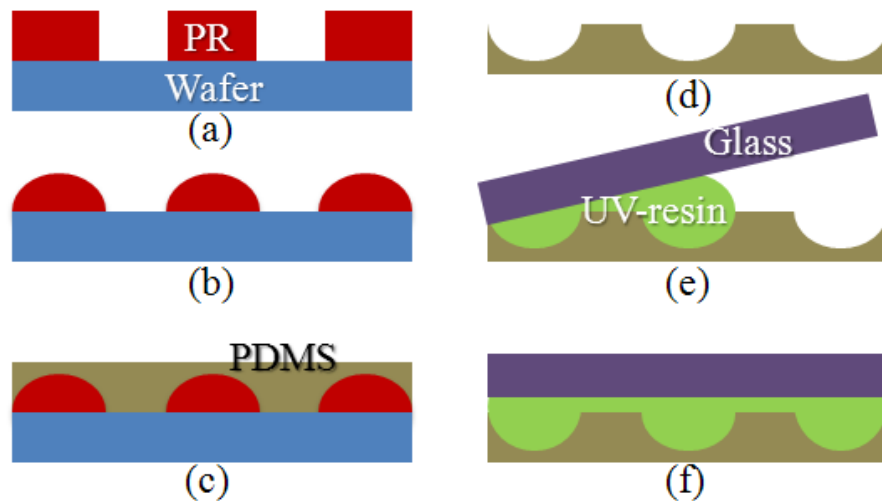 PR
Wafer
(a)
(b)
PDMS
(c)
(d)
Glass
UV-resin
(e)
(f)